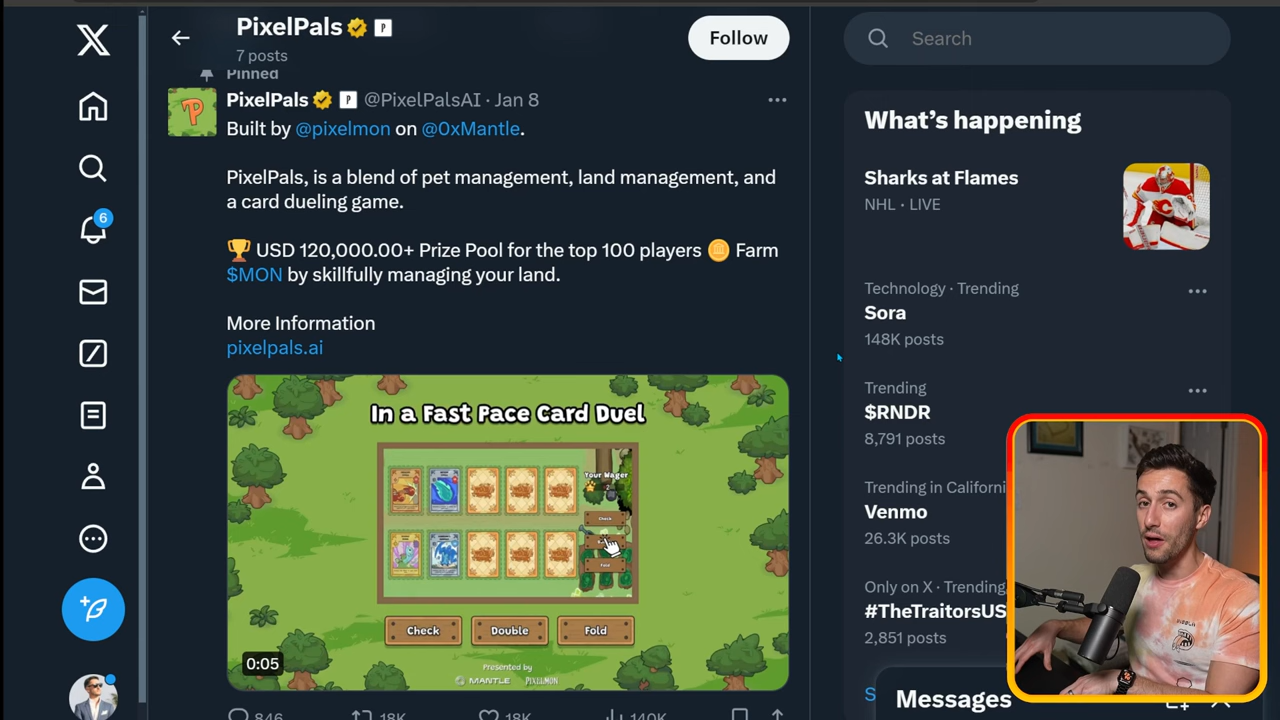 PixelPals
P
7 posts
Follow
Search
Pinned
PixelPals P @PixelPalsAI · Jan 8
Built by @pixelmon on @0xMantle.
PixelPals, is a blend of pet management, land management, and
a card dueling game.
🏆 USD 120,000.00+ Prize Pool for the top 100 players 🪙 Farm
$MON by skillfully managing your land.
More Information
pixelpals.ai
In a Fast Pace Card Duel
Your Wager
Check
Fold
Check
Double
Fold
Presented by
MANTLE PIXELMON
0:05
846
18K
18K
140K
6
What's happening
Sharks at Flames
NHL · LIVE
Technology · Trending
Sora
148K posts
Trending
$RNDR
8,791 posts
Trending in Californi
Venmo
26.3K posts
Only on X · Trending
#TheTraitorsUS
2,851 posts
S
Messages